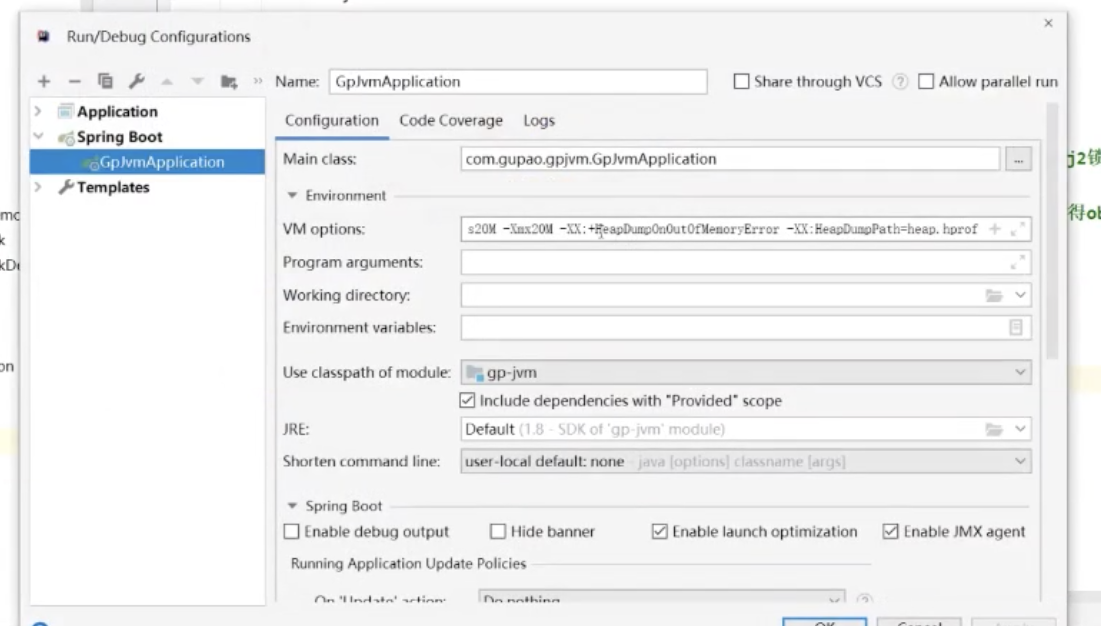 Run/Debug Configurations
Name: GpJvmApplication
Share through VCS
Allow parallel run
Application
Spring Boot
GpJvmApplication
Templates
Configuration Code Coverage Logs
Main class: com.gupao.gpjvm.GpJvmApplication
...
Environment
VM options: s20M -Xmx20M -XX:+HeapDumpOnOutOfMemoryError -XX:HeapDumpPath=heap.hprof
Program arguments:
Working directory:
Environment variables:
Use classpath of module: gp-jvm
Include dependencies with "Provided" scope
JRE: Default (1.8 - SDK of 'gp-jvm' module)
Shorten command line: user-local default: none - java [options] classname [args]
Spring Boot
Enable debug output Hide banner Enable launch optimization Enable JMX agent
Running Application Update Policies
On 'Update' action: Do nothing
OK Cancel
j2锁
得ob
on